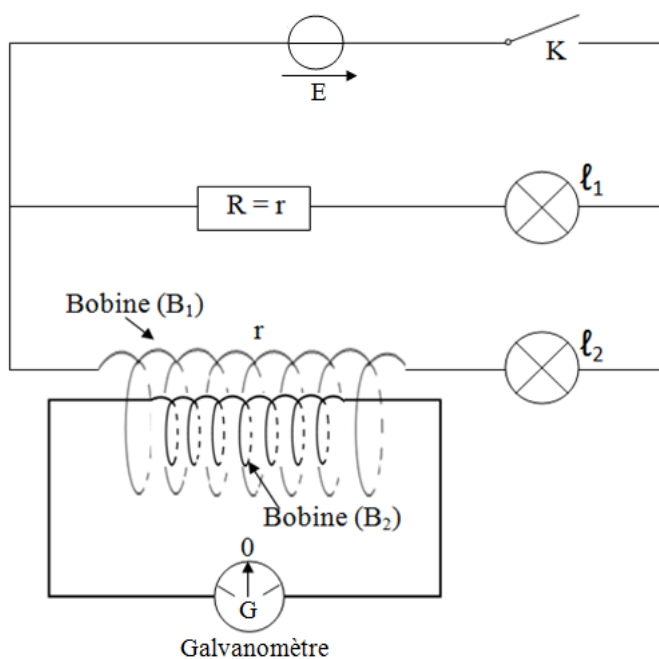 E
K
R = r
ℓ₁
Bobine (B₁)
r
ℓ₂
Bobine (B₂)
0
G
Galvanomètre